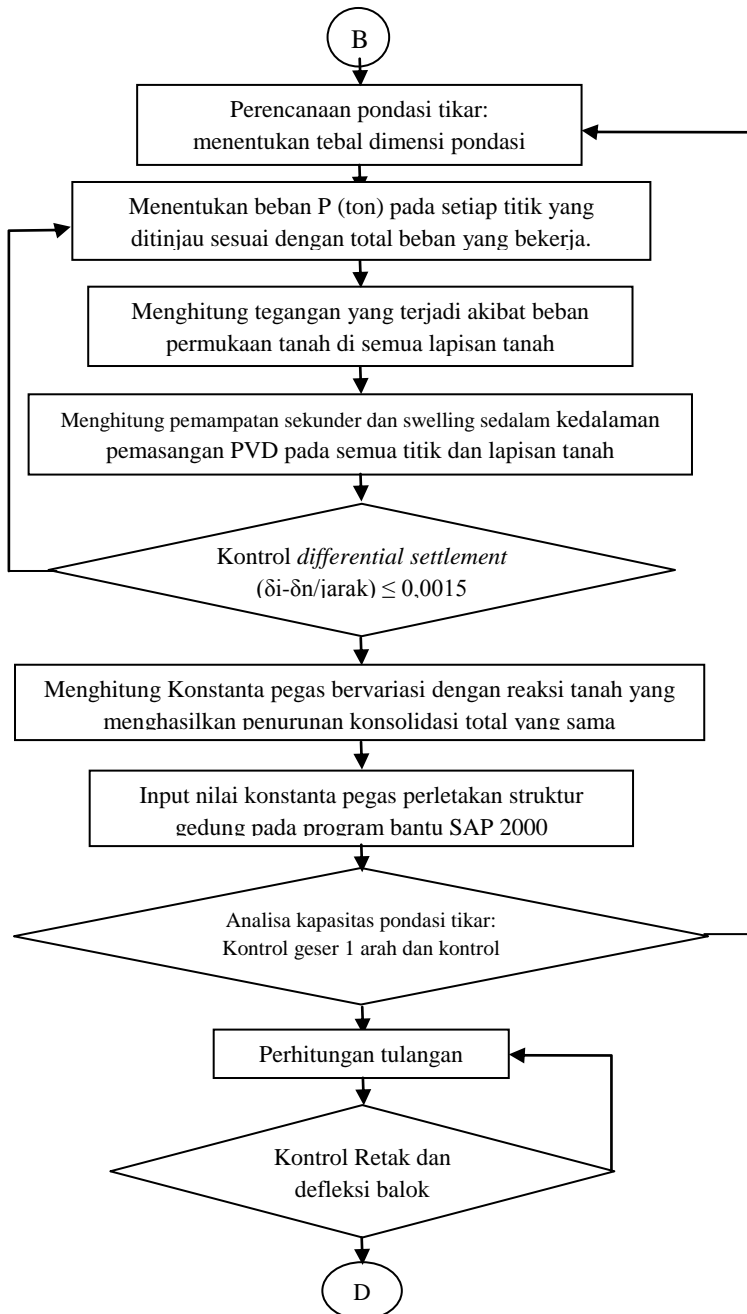 B
Perencanaan pondasi tikar:
menentukan tebal dimensi pondasi
Menentukan beban P (ton) pada setiap titik yang
ditinjau sesuai dengan total beban yang bekerja.
Menghitung tegangan yang terjadi akibat beban
permukaan tanah di semua lapisan tanah
Menghitung pemampatan sekunder dan swelling sedalam kedalaman
pemasangan PVD pada semua titik dan lapisan tanah
Kontrol differential settlement
(δi-δn/jarak) ≤ 0,0015
Menghitung Konstanta pegas bervariasi dengan reaksi tanah yang
menghasilkan penurunan konsolidasi total yang sama
Input nilai konstanta pegas perletakan struktur
gedung pada program bantu SAP 2000
Analisa kapasitas pondasi tikar:
Kontrol geser 1 arah dan kontrol
Perhitungan tulangan
Kontrol Retak dan
defleksi balok
D